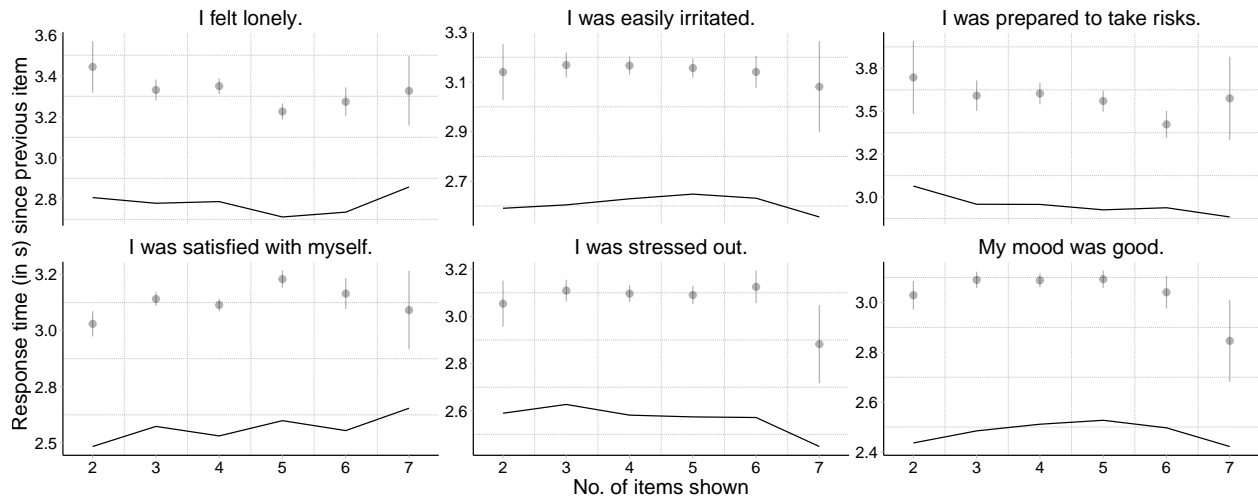 I felt lonely.
I was easily irritated.
I was prepared to take risks.
3.6
3.4
3.2
3.0
2.8
3.3
3.1
2.9
2.7
3.8
3.5
3.2
3.0
I was satisfied with myself.
I was stressed out.
My mood was good.
3.2
3.0
2.8
2.5
3.2
3.0
2.8
2.6
3.0
2.8
2.6
2.4
2 3 4 5 6 7
2 3 4 5 6 7
2 3 4 5 6 7
No. of items shown
Response time (in s) since previous item